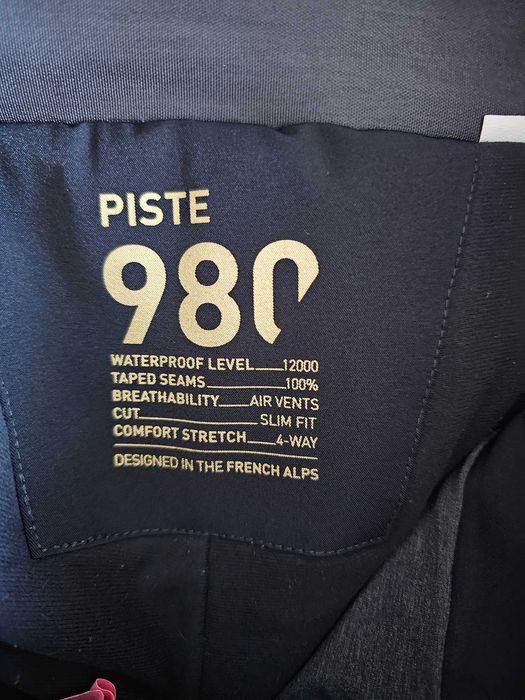 PISTE
980
WATERPROOF LEVEL 12000
TAPED SEAMS 100%
BREATHABILITY AIR VENTS
CUT SLIM FIT
COMFORT STRETCH 4-WAY
DESIGNED IN THE FRENCH ALPS